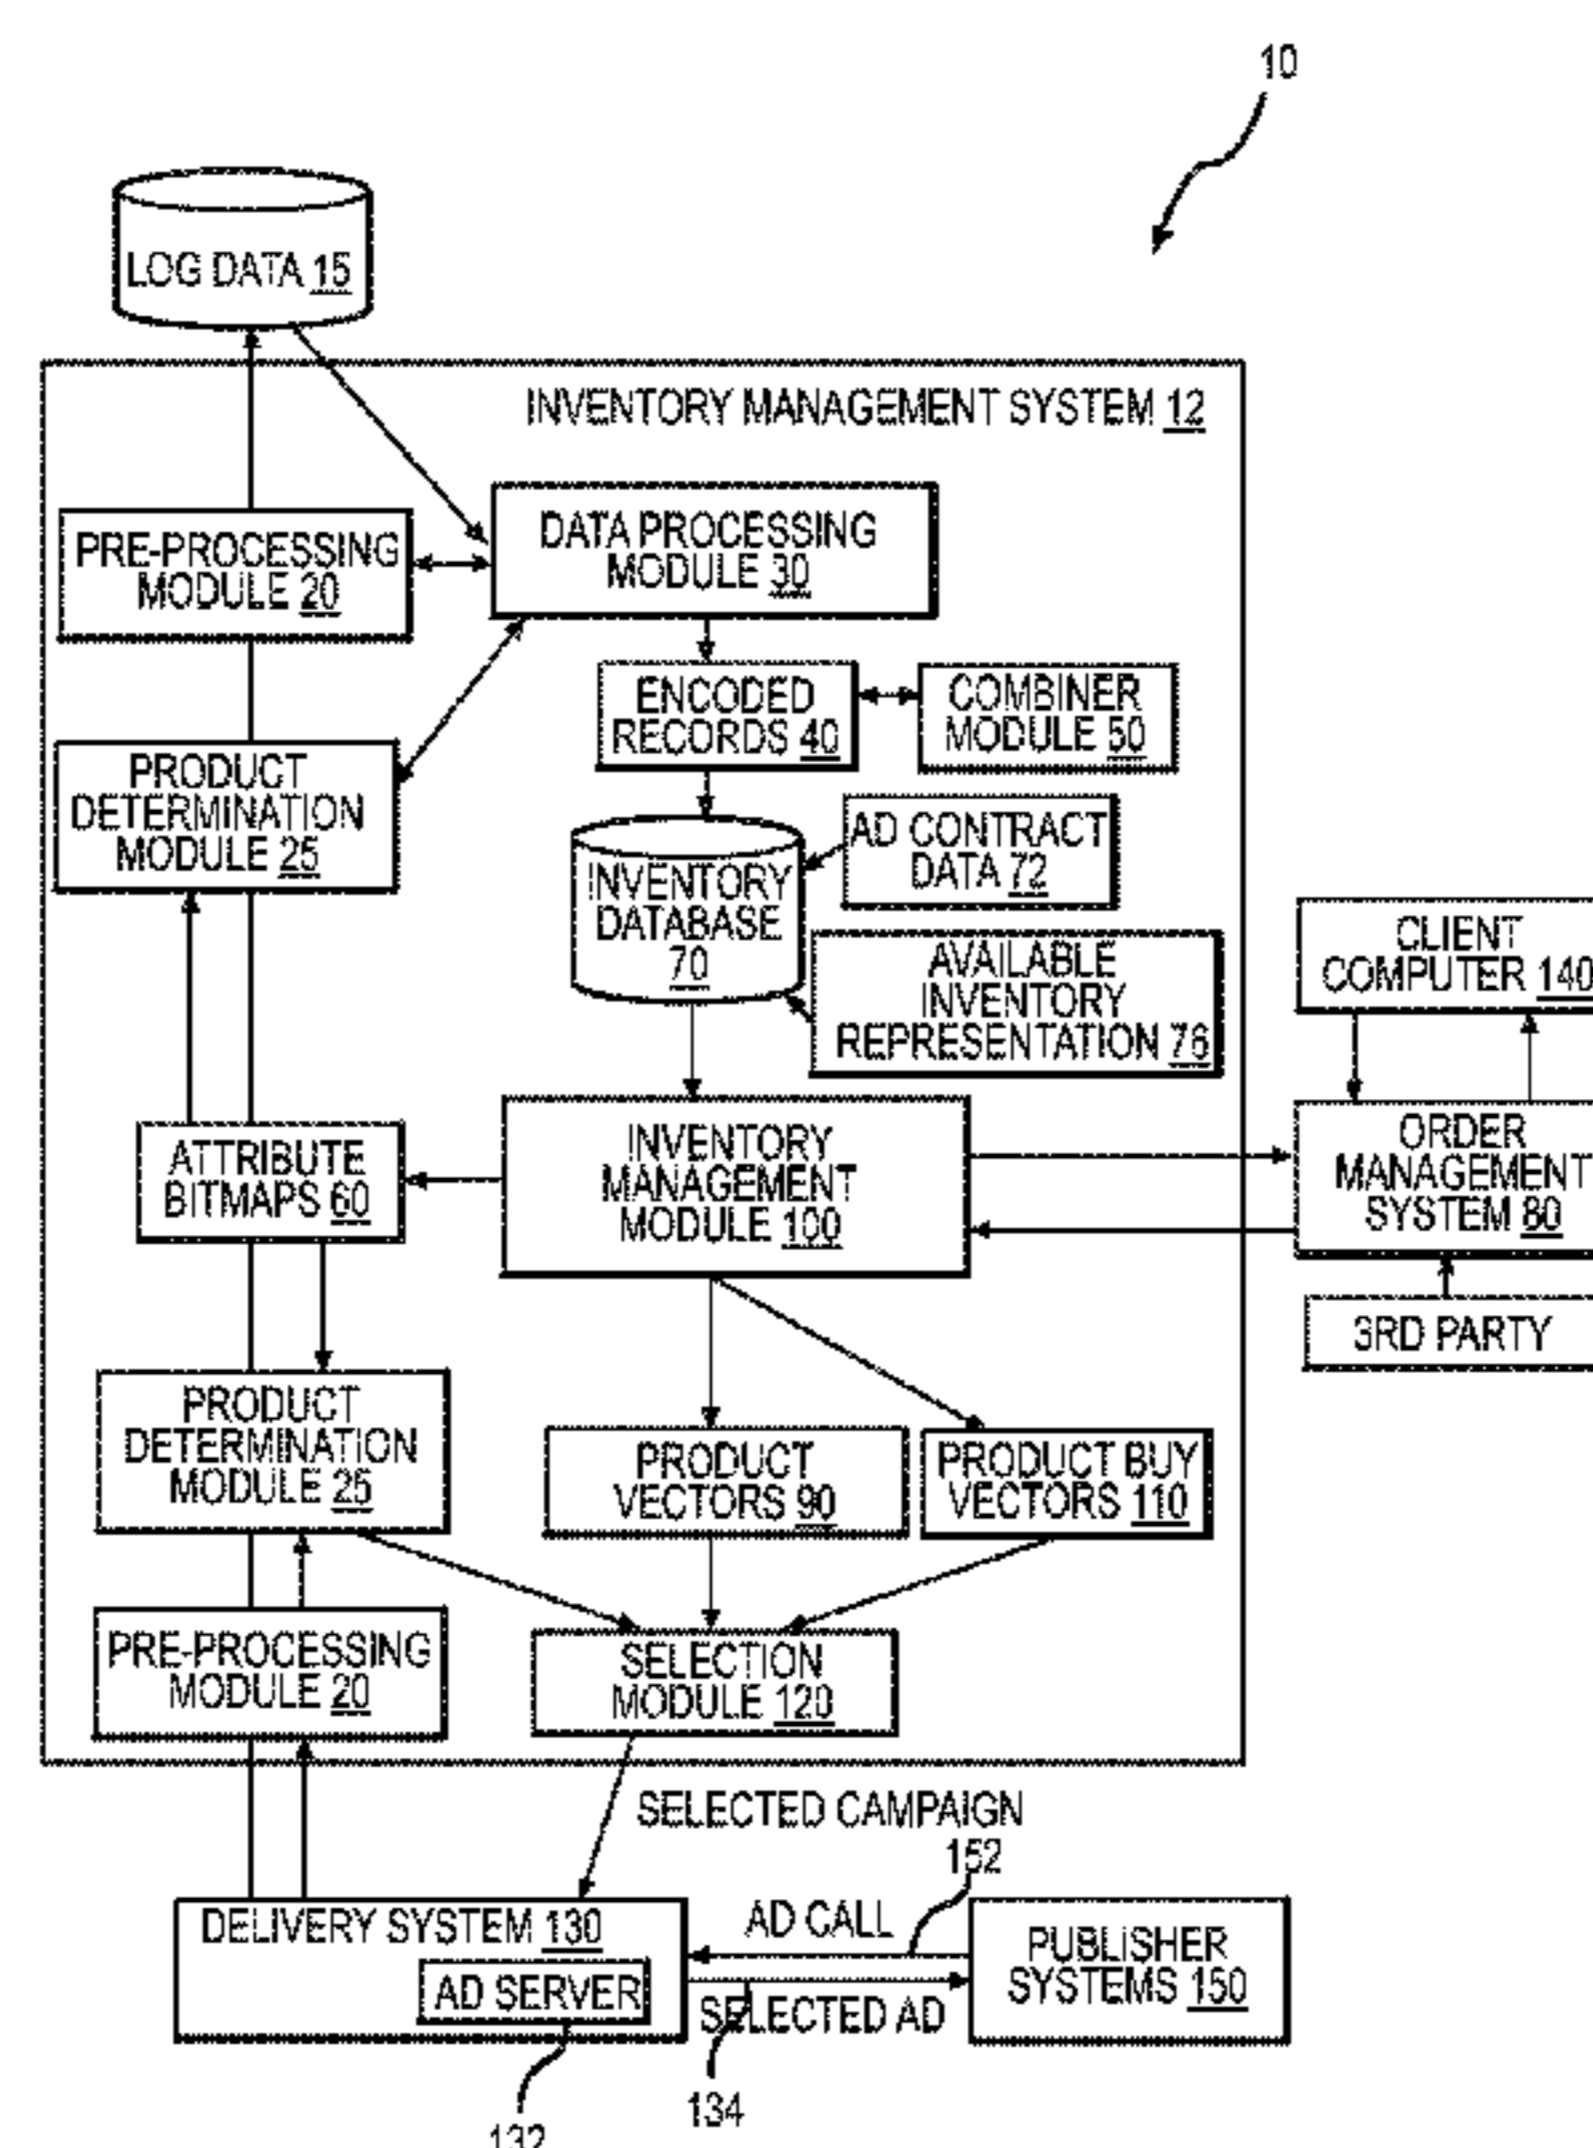 10
LOG DATA 15
INVENTORY MANAGEMENT SYSTEM 12
PRE-PROCESSING
MODULE 20
DATA PROCESSING
MODULE 30
ENCODED
RECORDS 40
COMBINER
MODULE 50
PRODUCT
DETERMINATION
MODULE 25
AD CONTRACT
DATA 72
INVENTORY
DATABASE
70
AVAILABLE
INVENTORY
REPRESENTATION 76
CLIENT
COMPUTER 140
ATTRIBUTE
BITMAPS 60
INVENTORY
MANAGEMENT
MODULE 100
ORDER
MANAGEMENT
SYSTEM 80
3RD PARTY
PRODUCT
DETERMINATION
MODULE 25
PRODUCT
VECTORS 90
PRODUCT BUY
VECTORS 110
PRE-PROCESSING
MODULE 20
SELECTION
MODULE 120
SELECTED CAMPAIGN
152
DELIVERY SYSTEM 130
AD SERVER
AD CALL
SELECTED AD
PUBLISHER
SYSTEMS 150
134
132